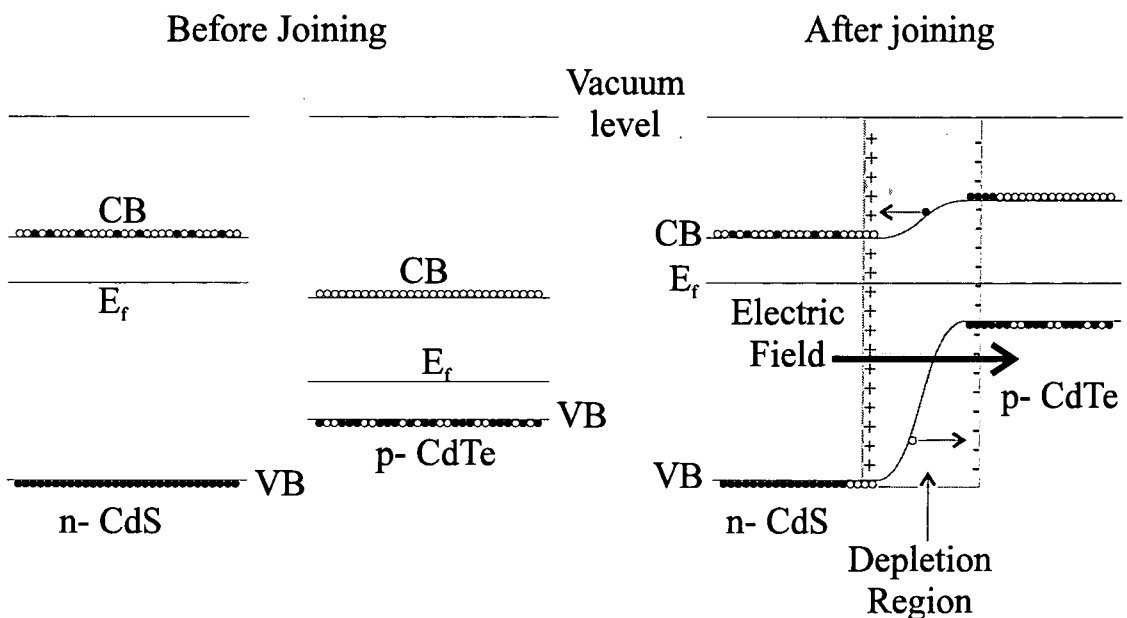 Before Joining
After joining
Vacuum
level
CB
E_f
VB
n- CdS
CB
E_f
VB
p- CdTe
CB
E_f
Electric
Field
p- CdTe
VB
n- CdS
Depletion
Region